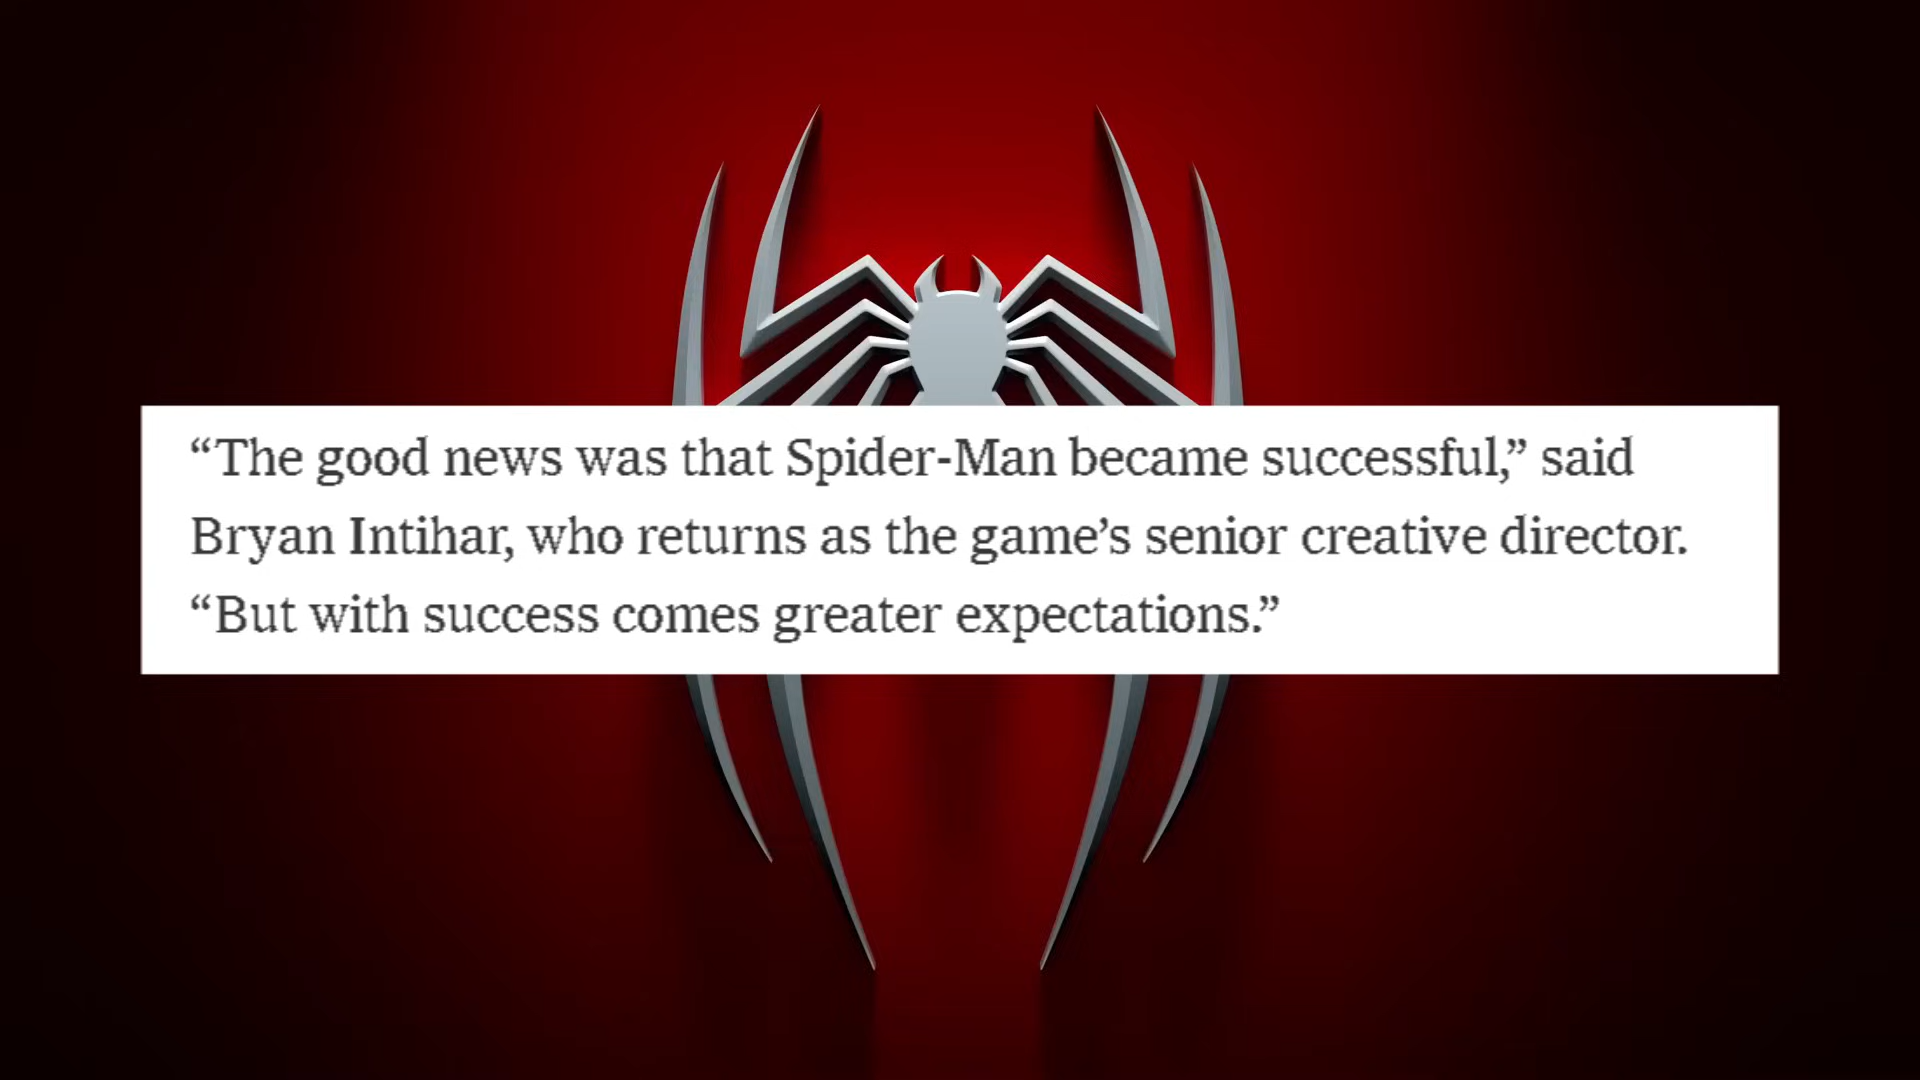 “The good news was that Spider-Man became successful,” said
Bryan Intihar, who returns as the game’s senior creative director.
“But with success comes greater expectations.”